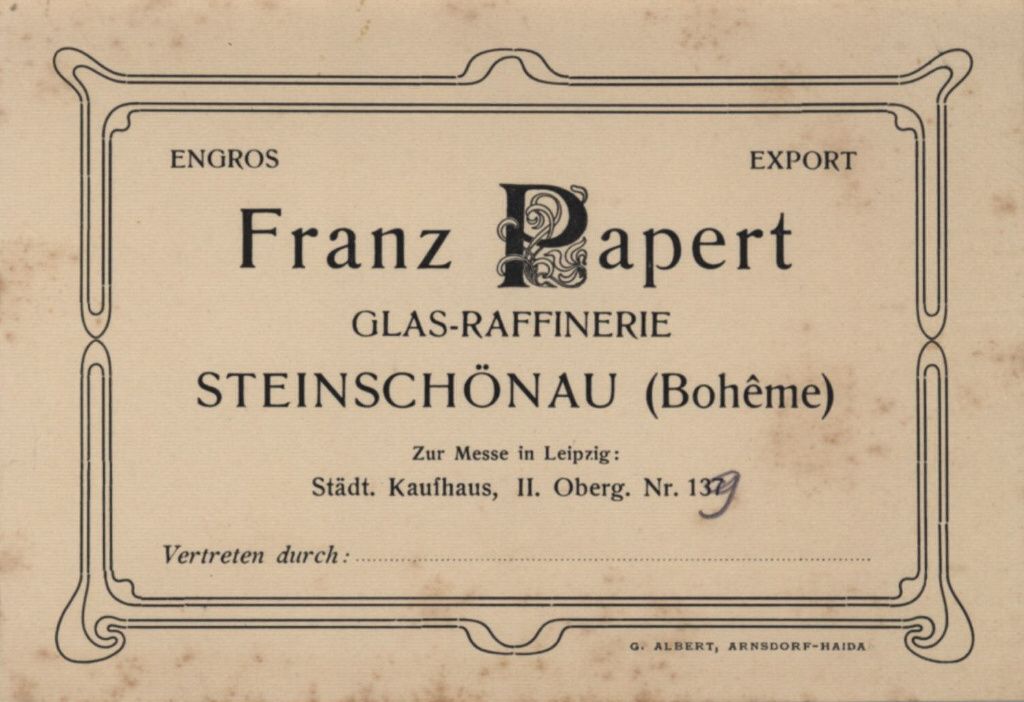 ENGROS EXPORT
Franz Papert
GLAS-RAFFINERIE
STEINSCHÖNAU (Bohême)
Zur Messe in Leipzig:
Städt. Kaufhaus, II. Oberg. Nr. 139
Vertreten durch:
G. ALBERT, ARNSDORF-HAIDA